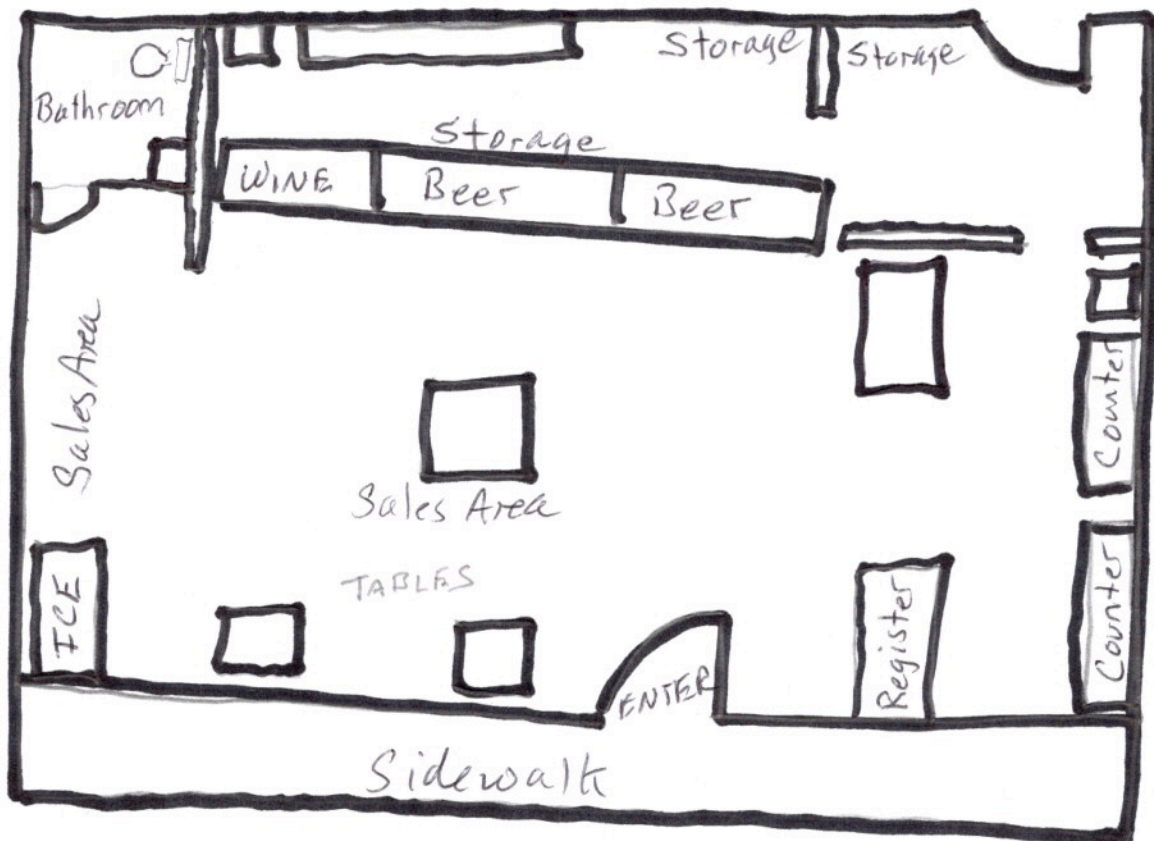 Storage
Storage
Bathroom
Storage
WINE
Beer
Beer
Sales Area
Counter
Sales Area
TABLES
ICE
Register
Counter
ENTER
Sidewalk